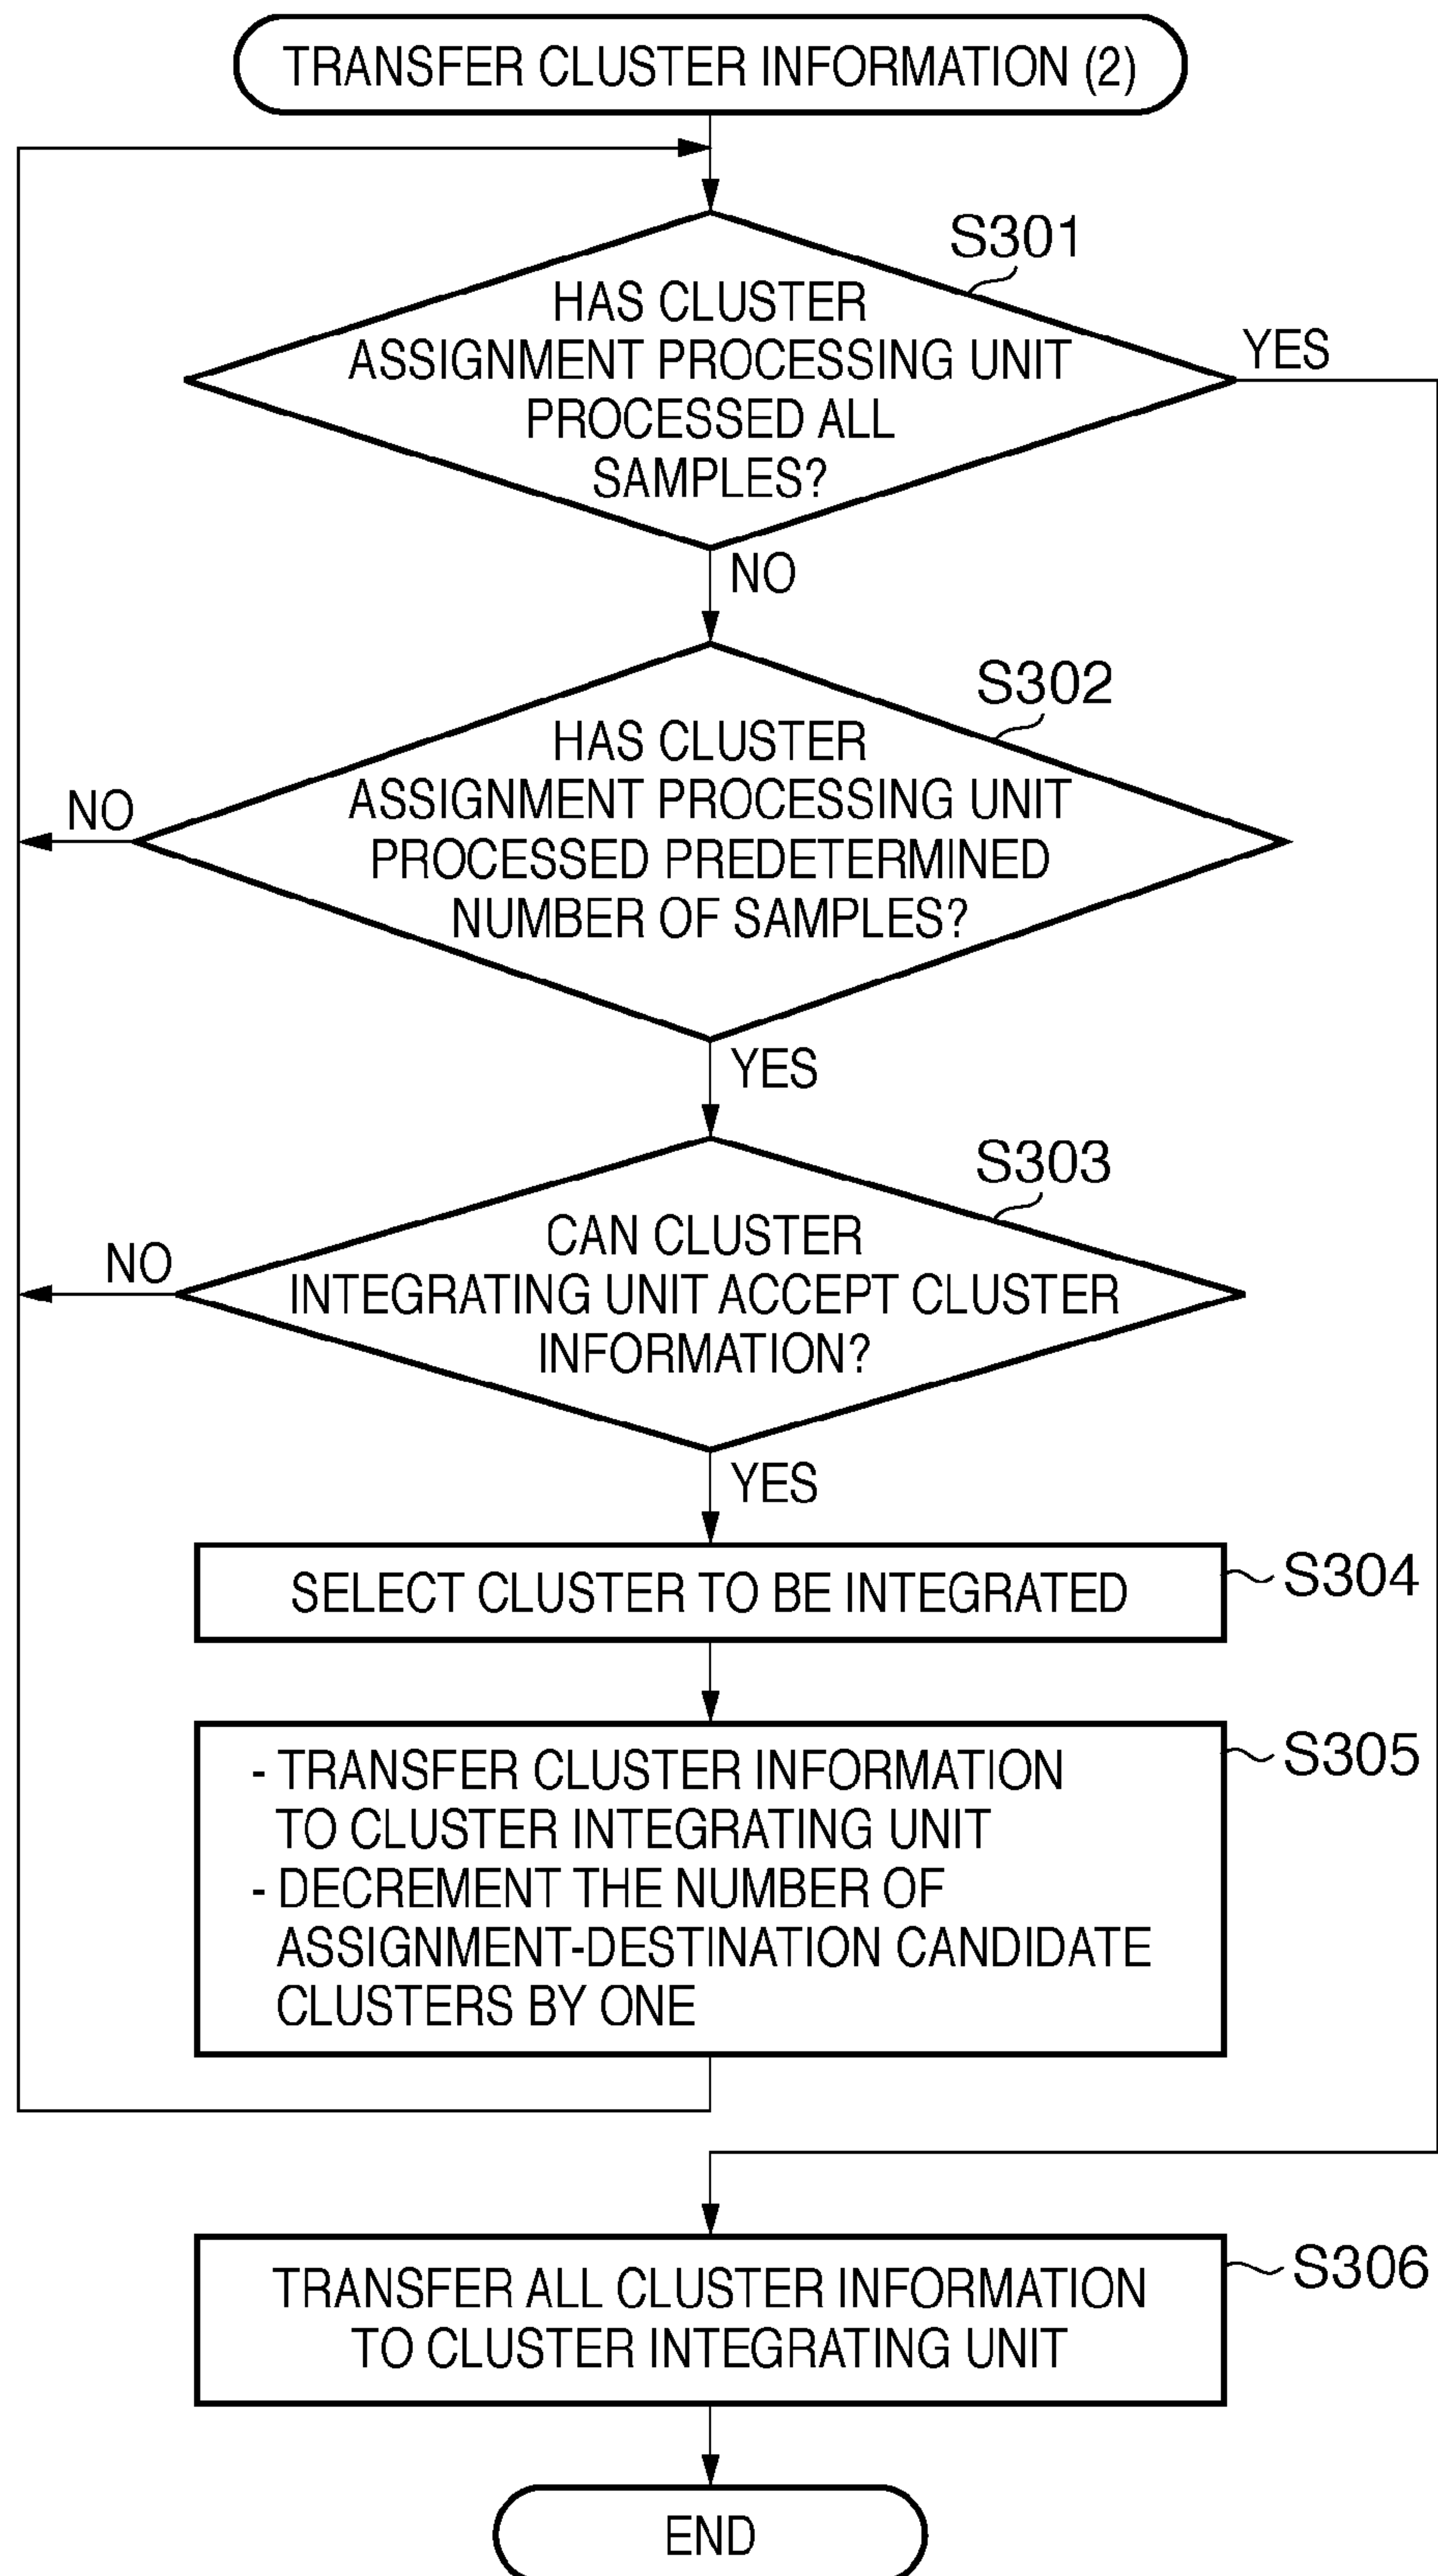 TRANSFER CLUSTER INFORMATION (2)
S301
HAS CLUSTER
ASSIGNMENT PROCESSING UNIT
PROCESSED ALL
SAMPLES?
YES
NO
S302
HAS CLUSTER
ASSIGNMENT PROCESSING UNIT
PROCESSED PREDETERMINED
NUMBER OF SAMPLES?
NO
YES
S303
CAN CLUSTER
INTEGRATING UNIT ACCEPT CLUSTER
INFORMATION?
NO
YES
SELECT CLUSTER TO BE INTEGRATED
S304
- TRANSFER CLUSTER INFORMATION
TO CLUSTER INTEGRATING UNIT
- DECREMENT THE NUMBER OF
ASSIGNMENT-DESTINATION CANDIDATE
CLUSTERS BY ONE
S305
TRANSFER ALL CLUSTER INFORMATION
TO CLUSTER INTEGRATING UNIT
S306
END